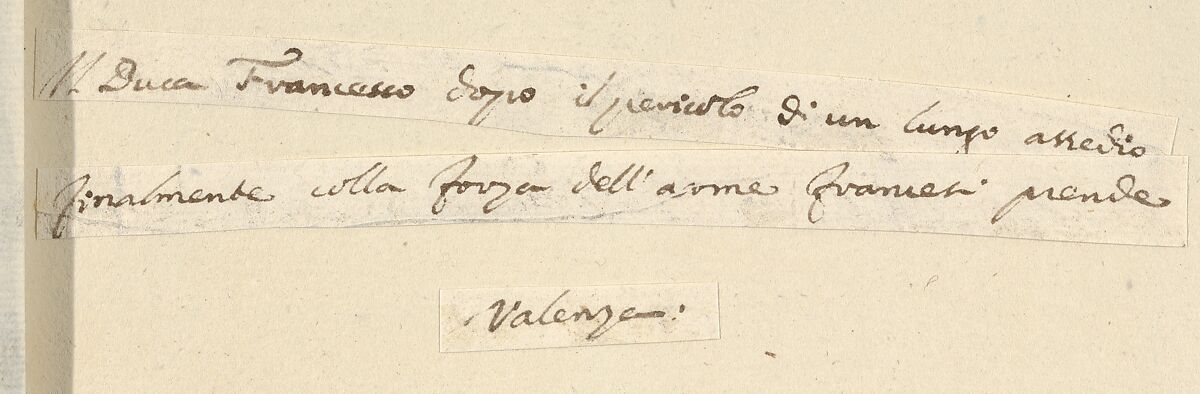 Il Duca Francesco dopo il pericolo di un lungo assedio
finalmente colla forza dell'arme francesi prende
Valenza.